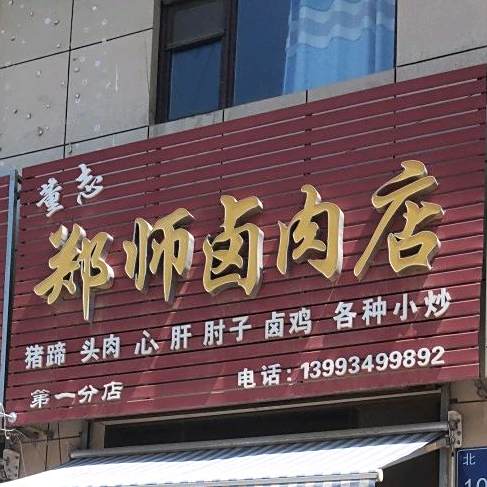 董志
郑师卤肉店
猪蹄 头肉 心 肝 肘子 卤鸡 各种小炒
第一分店 电话:13993499892
北
10